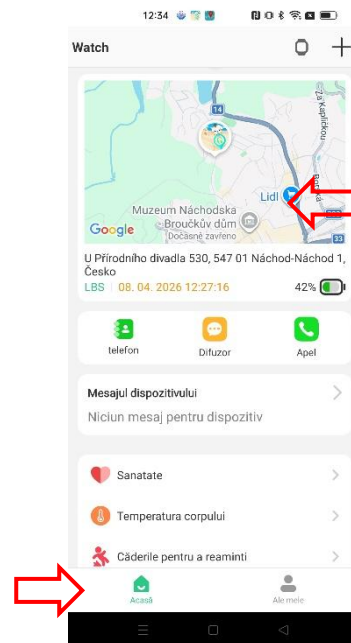 12:34
Watch
14
Za Kapličkou
Lidl
Muzeum Náchodska
Broučkův dům
Dočasně zavřeno
Google
33
U Přírodního divadla 530, 547 01 Náchod-Náchod 1,
Česko
LBS 08. 04. 2026 12:27:16 42%
telefon Difuzor Apel
Mesajul dispozitivului
Niciun mesaj pentru dispozitiv
Sanatate
Temperatura corpului
Căderile pentru a reaminti
Acasă Ale mele